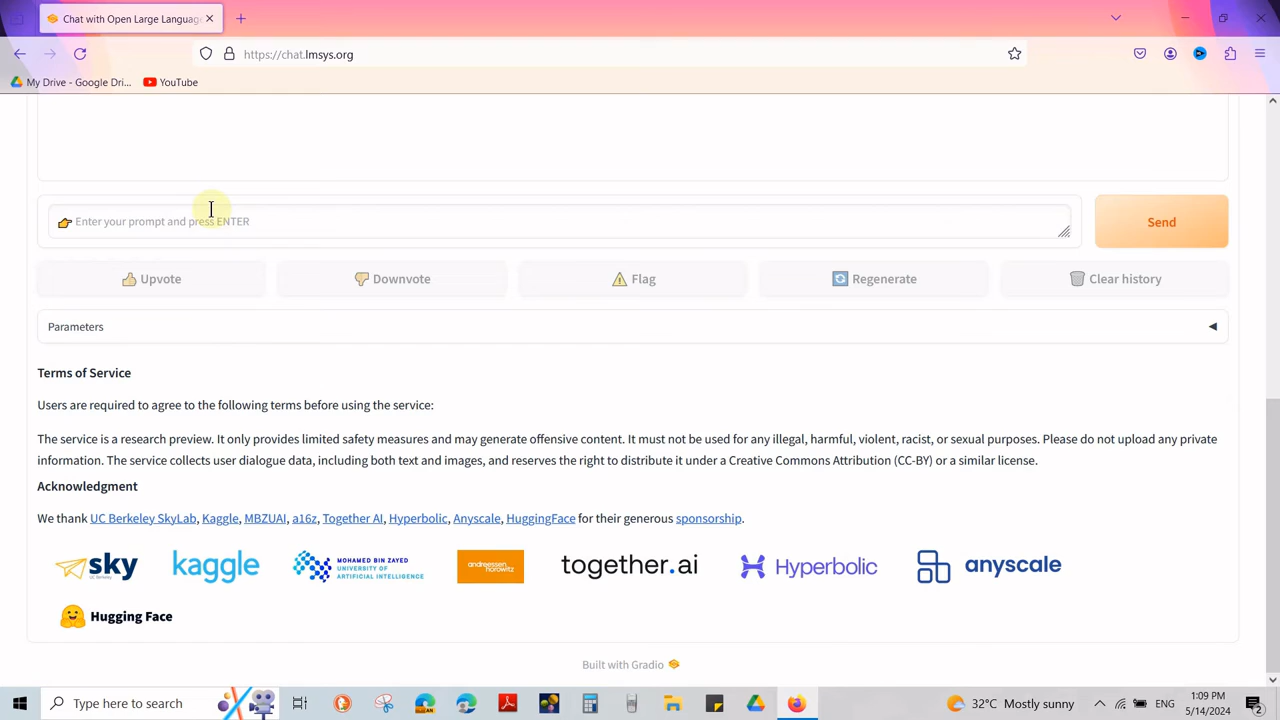 Chat with Open Large Language
https://chat.lmsys.org
My Drive - Google Dri...
YouTube
Enter your prompt and press ENTER
Send
Upvote
Downvote
Flag
Regenerate
Clear history
Parameters
Terms of Service
Users are required to agree to the following terms before using the service:
The service is a research preview. It only provides limited safety measures and may generate offensive content. It must not be used for any illegal, harmful, violent, racist, or sexual purposes. Please do not upload any private
information. The service collects user dialogue data, including both text and images, and reserves the right to distribute it under a Creative Commons Attribution (CC-BY) or a similar license.
Acknowledgment
We thank UC Berkeley SkyLab, Kaggle, MBZUAI, a16z, Together AI, Hyperbolic, Anyscale, HuggingFace for their generous sponsorship.
sky
UC Berkeley
kaggle
MOHAMED BIN ZAYED
UNIVERSITY OF
ARTIFICIAL INTELLIGENCE
andreessen
horowitz
together.ai
Hyperbolic
anyscale
Hugging Face
Built with Gradio
Type here to search
32°C Mostly sunny
ENG
1:09 PM
5/14/2024
2